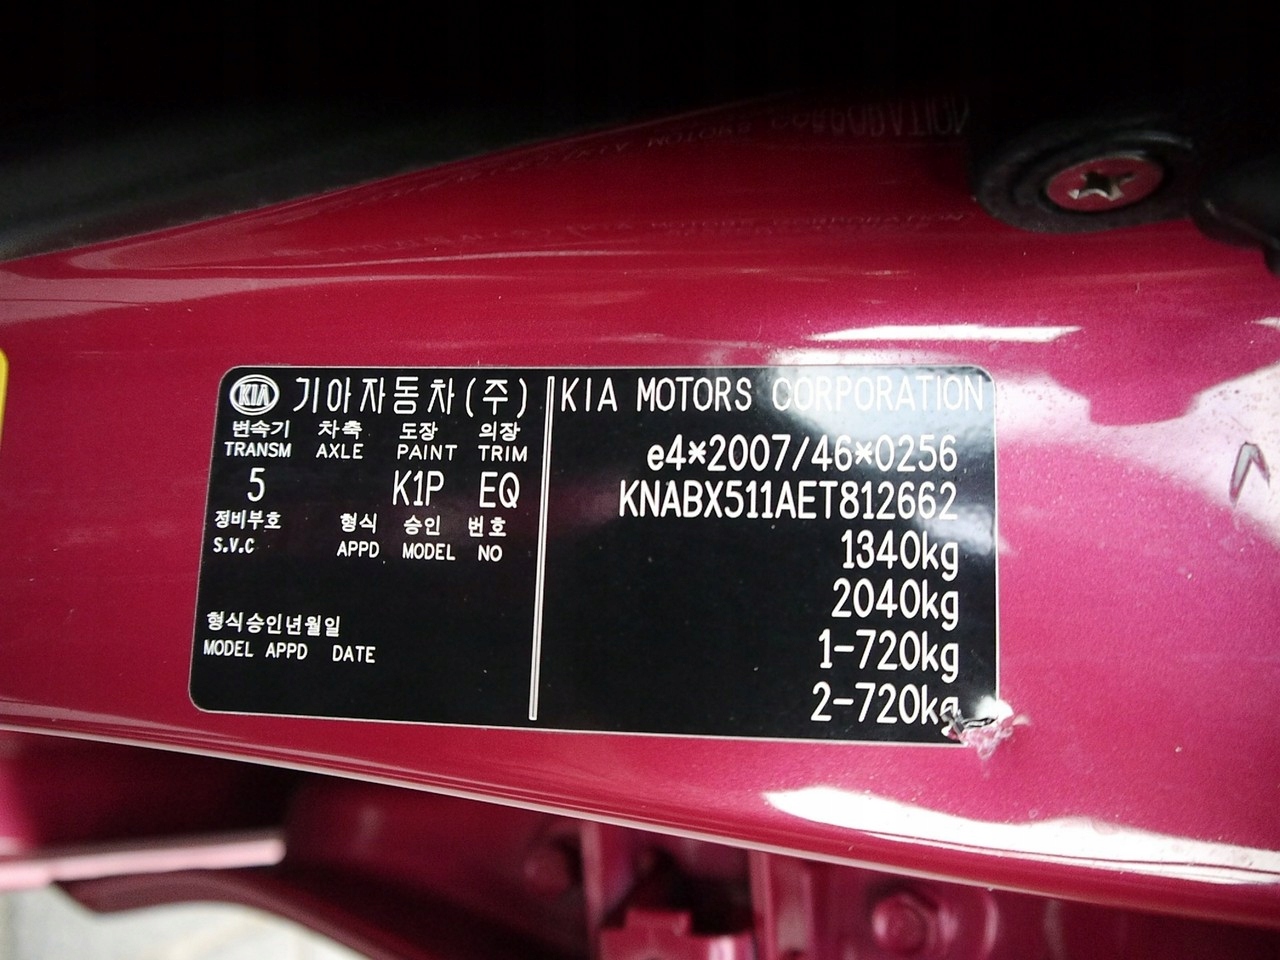 KIA 기아자동차(주)
변속기 차축 도장 의장
TRANSM AXLE PAINT TRIM
5 K1P EQ
정비부호 형식 승인 번호
S.V.C APPD MODEL NO
형식승인년월일
MODEL APPD DATE
KIA MOTORS CORPORATION
e4*2007/46*0256
KNABX511AET812662
1340kg
2040kg
1-720kg
2-720kg